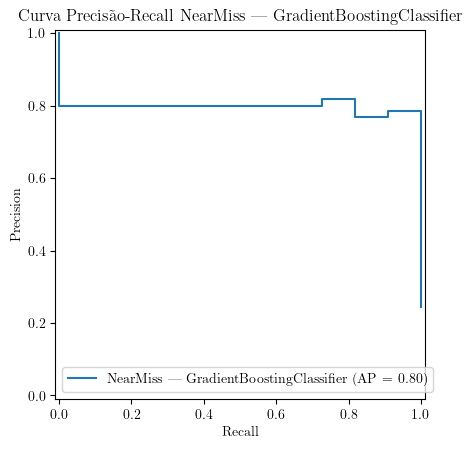 Curva Precisão-Recall NearMiss — GradientBoostingClassifier
1.0
0.8
0.6
0.4
0.2
0.0
Precision
NearMiss — GradientBoostingClassifier (AP = 0.80)
0.0 0.2 0.4 0.6 0.8 1.0
Recall